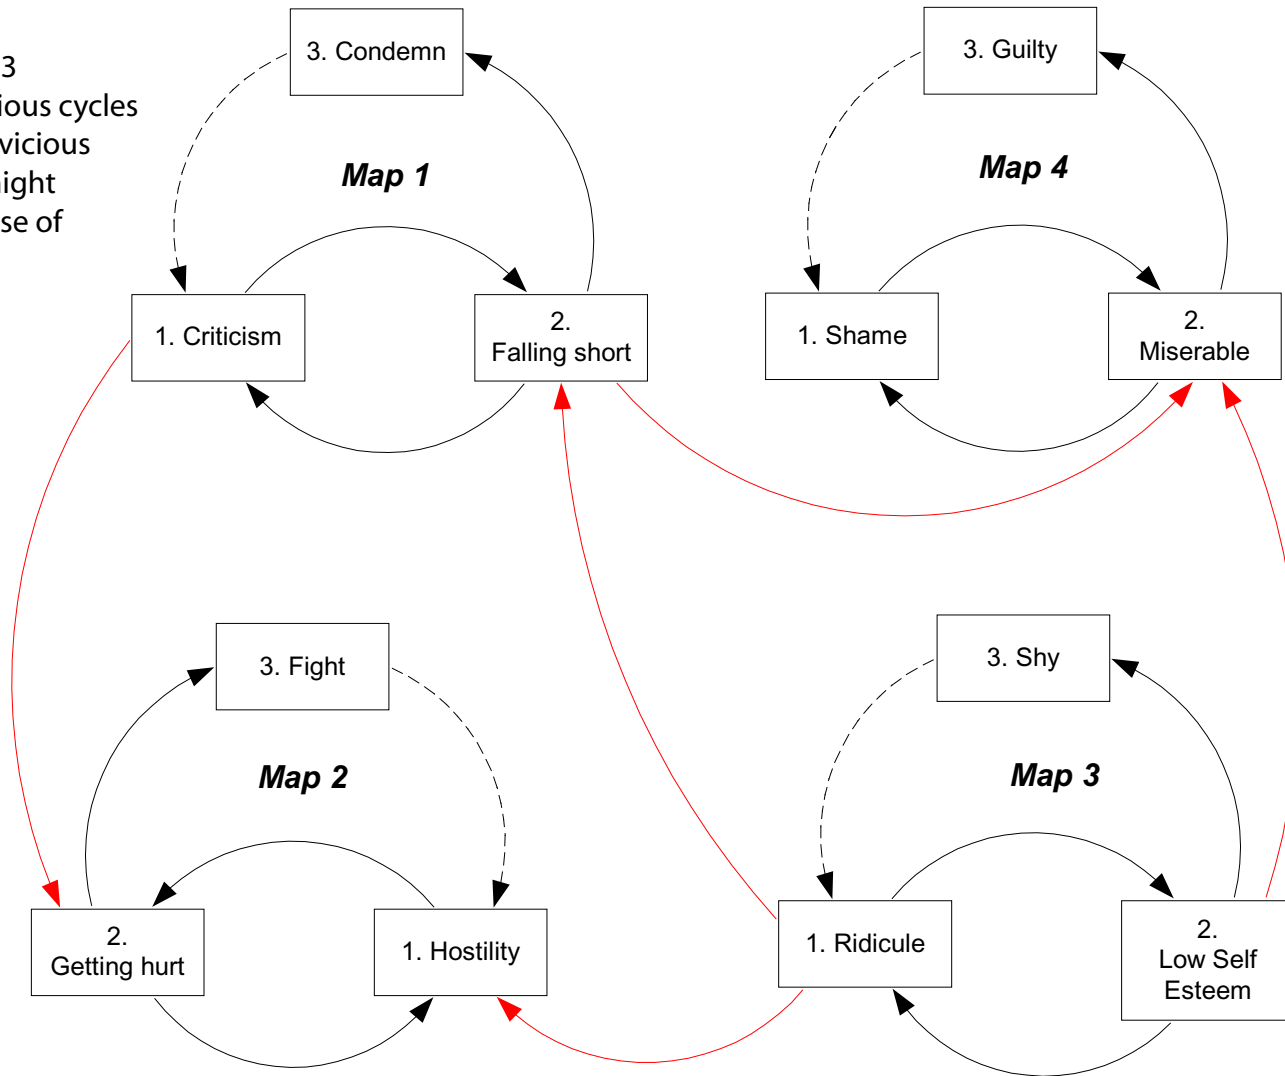 3
ious cycles
vicious
ight
se of
3. Condemn
Map 1
1. Criticism
2.
Falling short
3. Guilty
Map 4
1. Shame
2.
Miserable
3. Fight
Map 2
2.
Getting hurt
1. Hostility
3. Shy
Map 3
1. Ridicule
2.
Low Self
Esteem